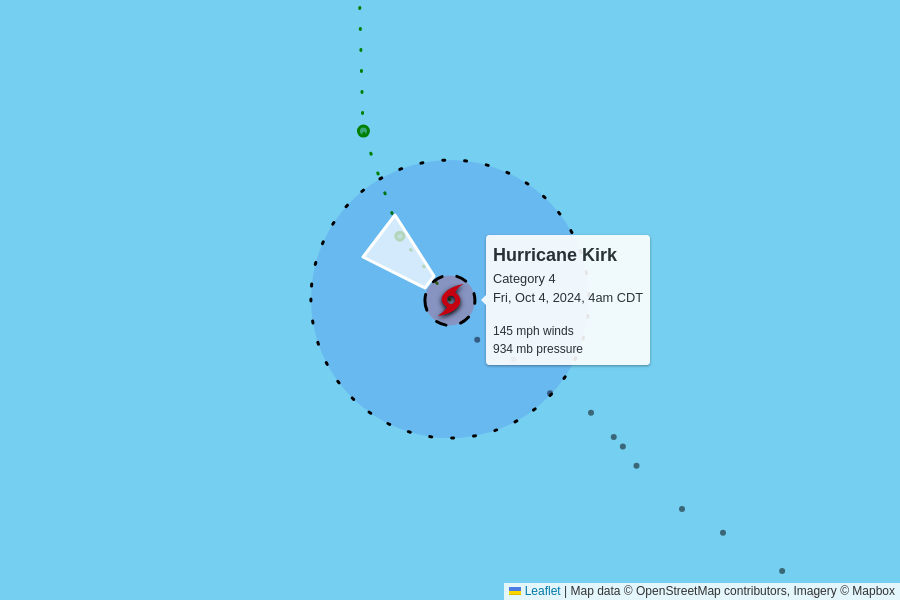 Hurricane Kirk
Category 4
Fri, Oct 4, 2024, 4am CDT
145 mph winds
934 mb pressure
Leaflet | Map data © OpenStreetMap contributors, Imagery © Mapbox